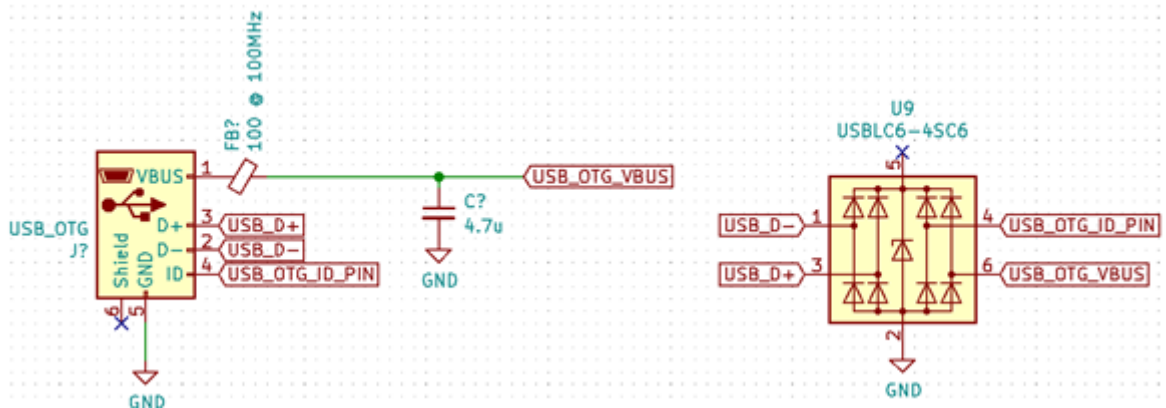 FB?
100 @ 100MHz
USB_OTG
J?
VBUS
D+
D-
ID
Shield
GND
1
3
2
4
6
5
USB_D+
USB_D-
USB_OTG_ID_PIN
GND
C?
4.7u
GND
USB_OTG_VBUS
U9
USBLC6-4SC6
5
USB_D-
1
USB_D+
3
4
USB_OTG_ID_PIN
6
USB_OTG_VBUS
2
GND